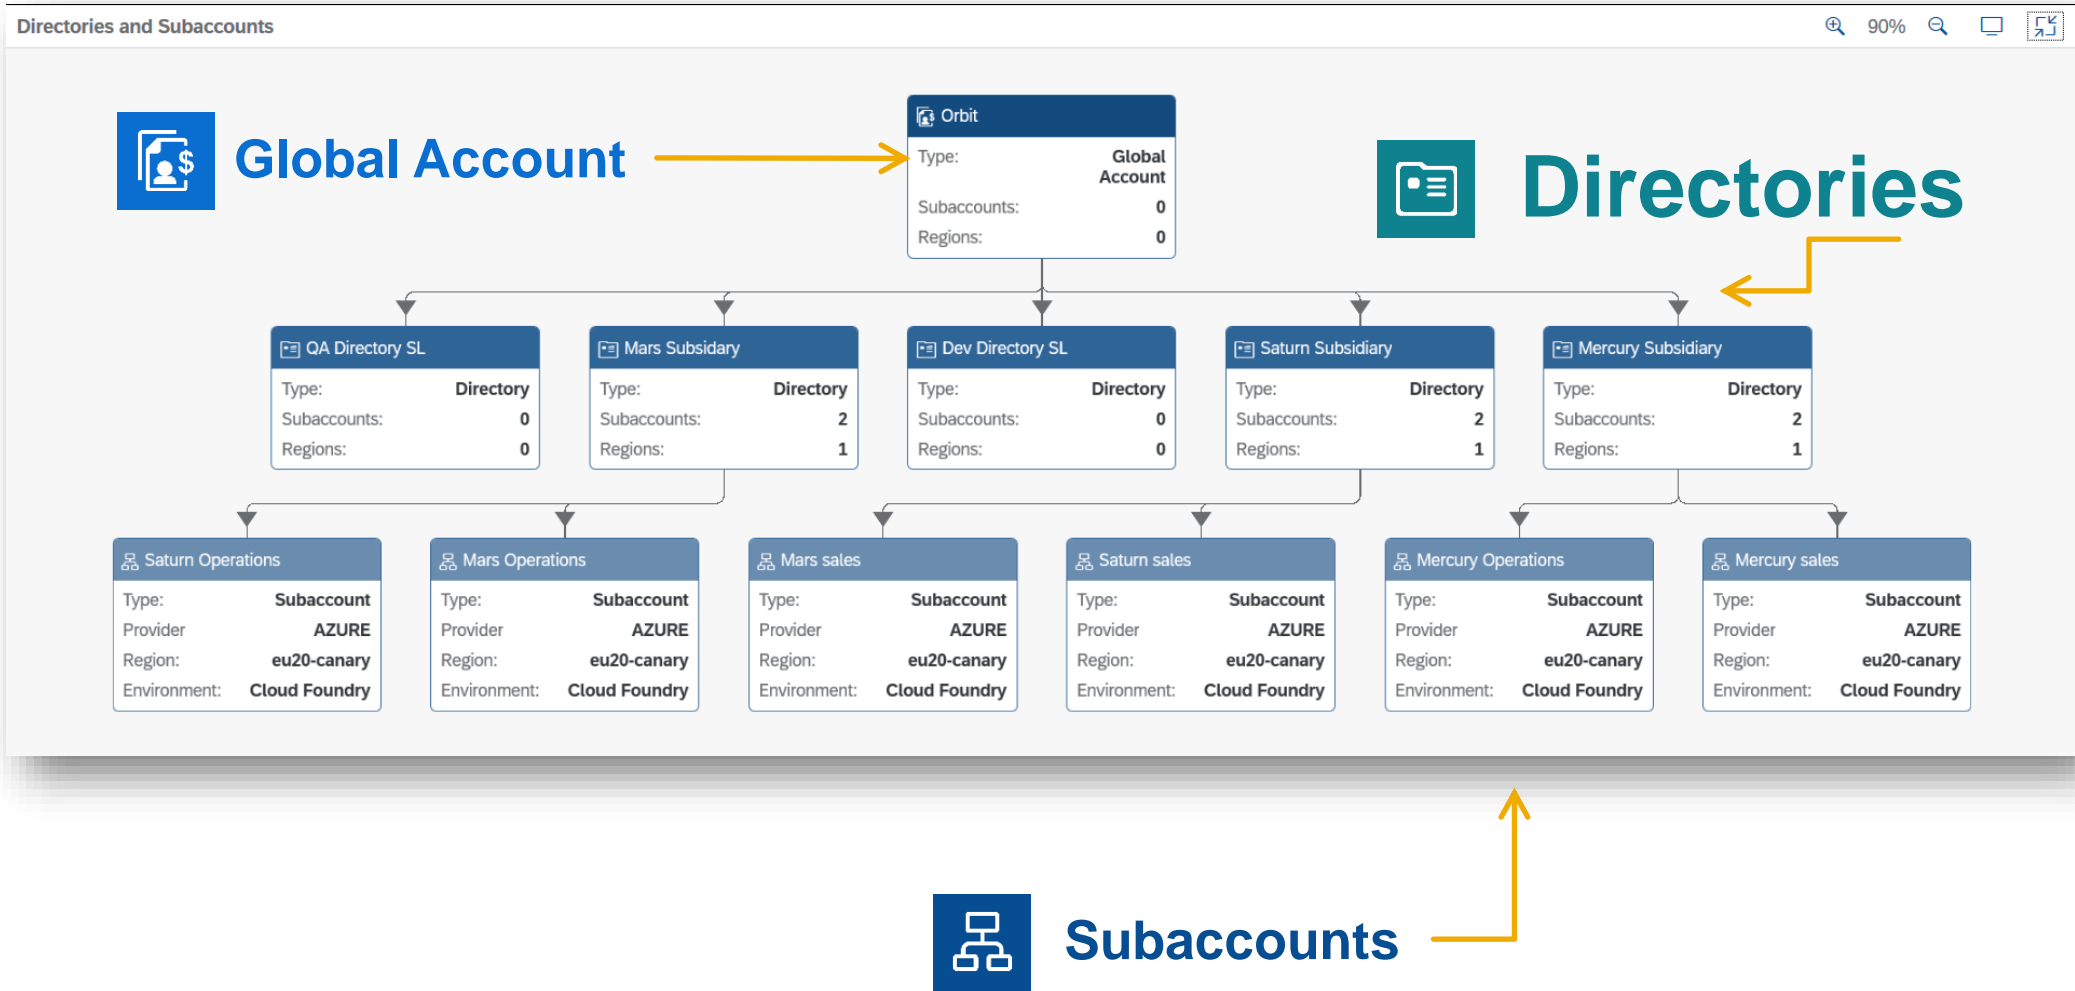 Directories and Subaccounts
90%
Global Account
Directories
Orbit
Type: Global Account
Subaccounts: 0
Regions: 0
QA Directory SL
Type: Directory
Subaccounts: 0
Regions: 0
Mars Subsidary
Type: Directory
Subaccounts: 2
Regions: 1
Dev Directory SL
Type: Directory
Subaccounts: 0
Regions: 0
Saturn Subsidiary
Type: Directory
Subaccounts: 2
Regions: 1
Mercury Subsidiary
Type: Directory
Subaccounts: 2
Regions: 1
Saturn Operations
Type: Subaccount
Provider AZURE
Region: eu20-canary
Environment: Cloud Foundry
Mars Operations
Type: Subaccount
Provider AZURE
Region: eu20-canary
Environment: Cloud Foundry
Mars sales
Type: Subaccount
Provider AZURE
Region: eu20-canary
Environment: Cloud Foundry
Saturn sales
Type: Subaccount
Provider AZURE
Region: eu20-canary
Environment: Cloud Foundry
Mercury Operations
Type: Subaccount
Provider AZURE
Region: eu20-canary
Environment: Cloud Foundry
Mercury sales
Type: Subaccount
Provider AZURE
Region: eu20-canary
Environment: Cloud Foundry
Subaccounts